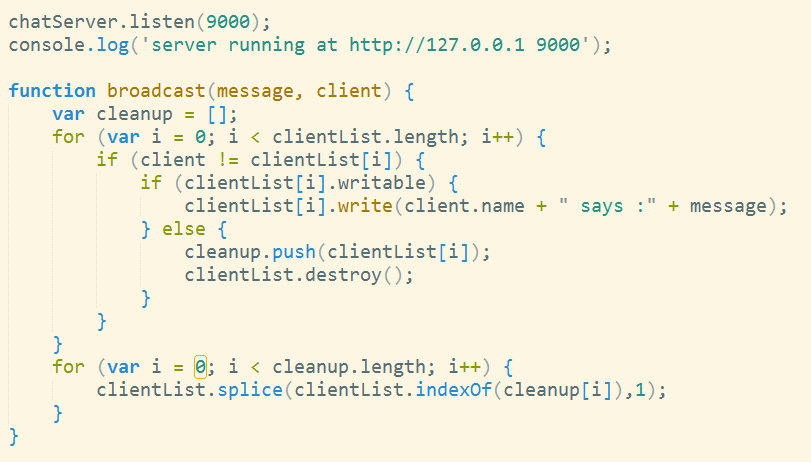 chatServer.listen(9000);
console.log('server running at http://127.0.0.1 9000');

function broadcast(message, client) {
    var cleanup = [];
    for (var i = 0; i < clientList.length; i++) {
        if (client != clientList[i]) {
            if (clientList[i].writable) {
                clientList[i].write(client.name + " says :" + message);
            } else {
                cleanup.push(clientList[i]);
                clientList.destroy();
            }
        }
    }
    for (var i = 0; i < cleanup.length; i++) {
        clientList.splice(clientList.indexOf(cleanup[i]),1);
    }
}